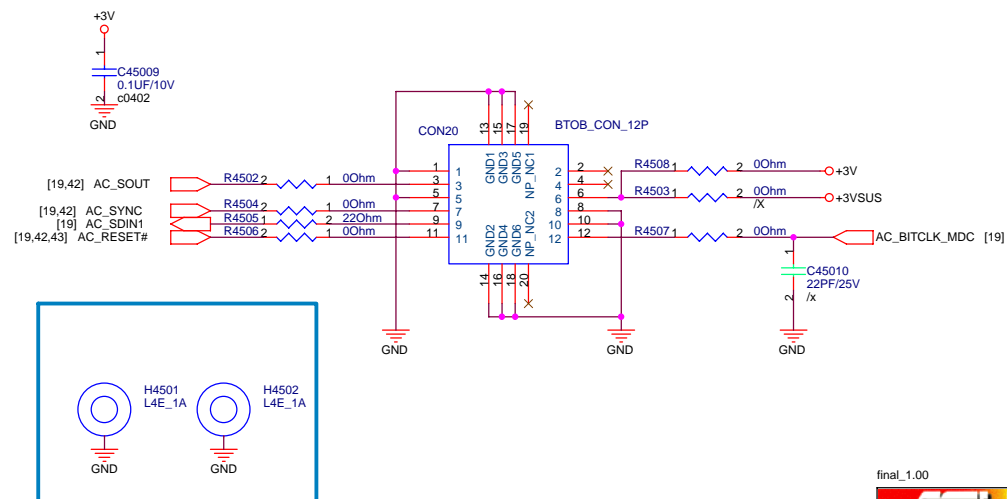 +3V
1
C45009
0.1UF/10V
2
c0402
GND
CON20
BTOB_CON_12P
13 15 17 19
GND1 GND3 GND5 NP_NC1
[19,42] AC_SOUT R4502 2 1 0Ohm
[19,42] AC_SYNC R4504 2 1 0Ohm
[19] AC_SDIN1 R4505 1 2 22Ohm
[19,42,43] AC_RESET# R4506 2 1 0Ohm
1 1 2 2
3 3 4 4
5 5 6 6
7 7 8 8
9 9 10 10
11 11 12 12
GND2 GND4 GND6 NP_NC2
14 16 18 20
R4508 1 2 0Ohm +3V
R4503 1 2 0Ohm +3VSUS
/X
R4507 1 2 0Ohm AC_BITCLK_MDC [19]
1
C45010
22PF/25V
2
/x
GND
GND
GND
H4501
L4E_1A
H4502
L4E_1A
GND
GND
final_1.00